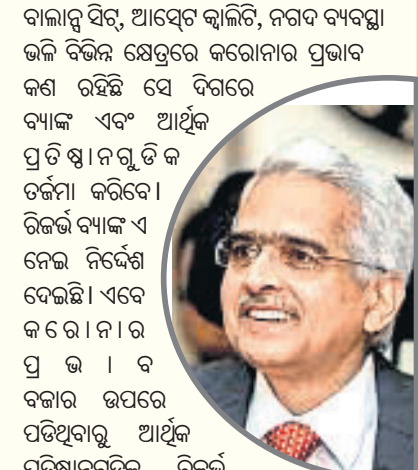 ବାଲାନ୍ସ ସିଟ୍, ଆସେ୍ଟ କ୍ୱାଲିଟି, ନଗଦ ବ୍ୟବସ୍ଥା
ଭଳି ବିଭିନ୍ନ କ୍ଷେତ୍ରରେ କରୋନାର ପ୍ରଭାବ
କଣ ରହିଛି ସେ ଦିଗରେ
ବ୍ୟାଙ୍କ ଏବଂ ଆର୍ଥିକ
ପ୍ରତିଷ୍ଠାନଗୁଡିକ
ତର୍ଜମା କରିବେ।
ରିଜର୍ଭ ବ୍ୟାଙ୍କ ଏ
ନେଇ ନିର୍ଦ୍ଦେଶ
ଦେଇଛି। ଏବେ
କରୋନାର
ପ୍ରଭାବ
ବଜାର ଉପରେ
ପଡିଥିବାରୁ ଆର୍ଥିକ